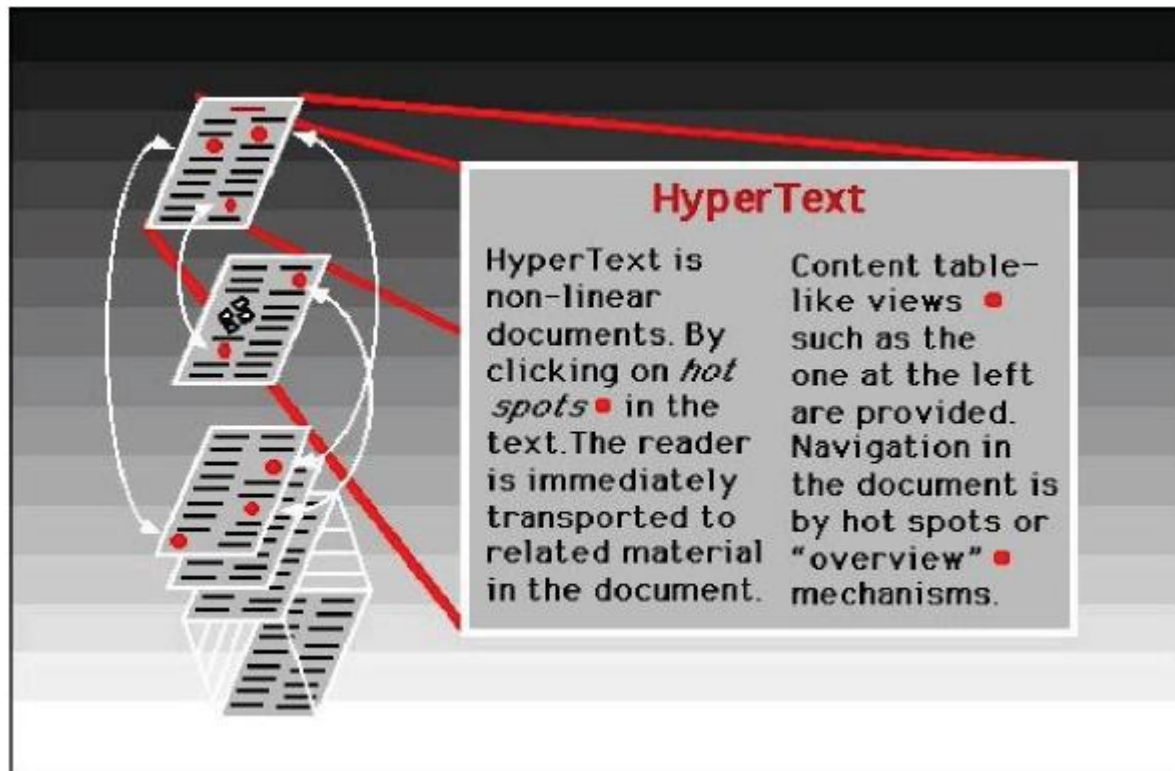 HyperText
HyperText is
non-linear
documents. By
clicking on hot
spots in the
text.The reader
is immediately
transported to
related material
in the document.
Content table-
like views
such as the
one at the left
are provided.
Navigation in
the document is
by hot spots or
“overview”
mechanisms.